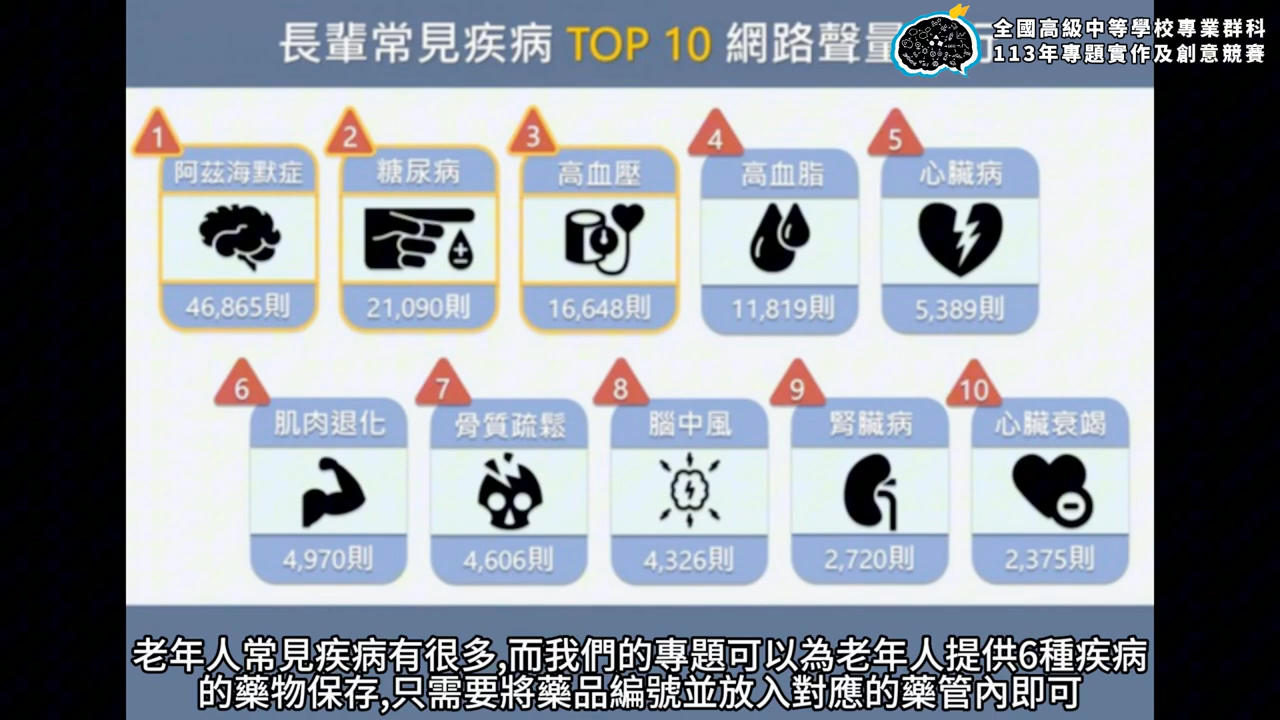 長輩常見疾病 TOP 10 網路聲量
全國高級中等學校專業群科
113年專題實作及創意競賽
1
2
3
4
5
阿茲海默症
糖尿病
高血壓
高血脂
心臟病
46,865則
21,090則
16,648則
11,819則
5,389則
6
7
8
9
10
肌肉退化
骨質疏鬆
腦中風
腎臟病
心臟衰竭
4,970則
4,606則
4,326則
2,720則
2,375則
老年人常見疾病有很多,而我們的專題可以為老年人提供6種疾病
的藥物保存,只需要將藥品編號並放入對應的藥管內即可